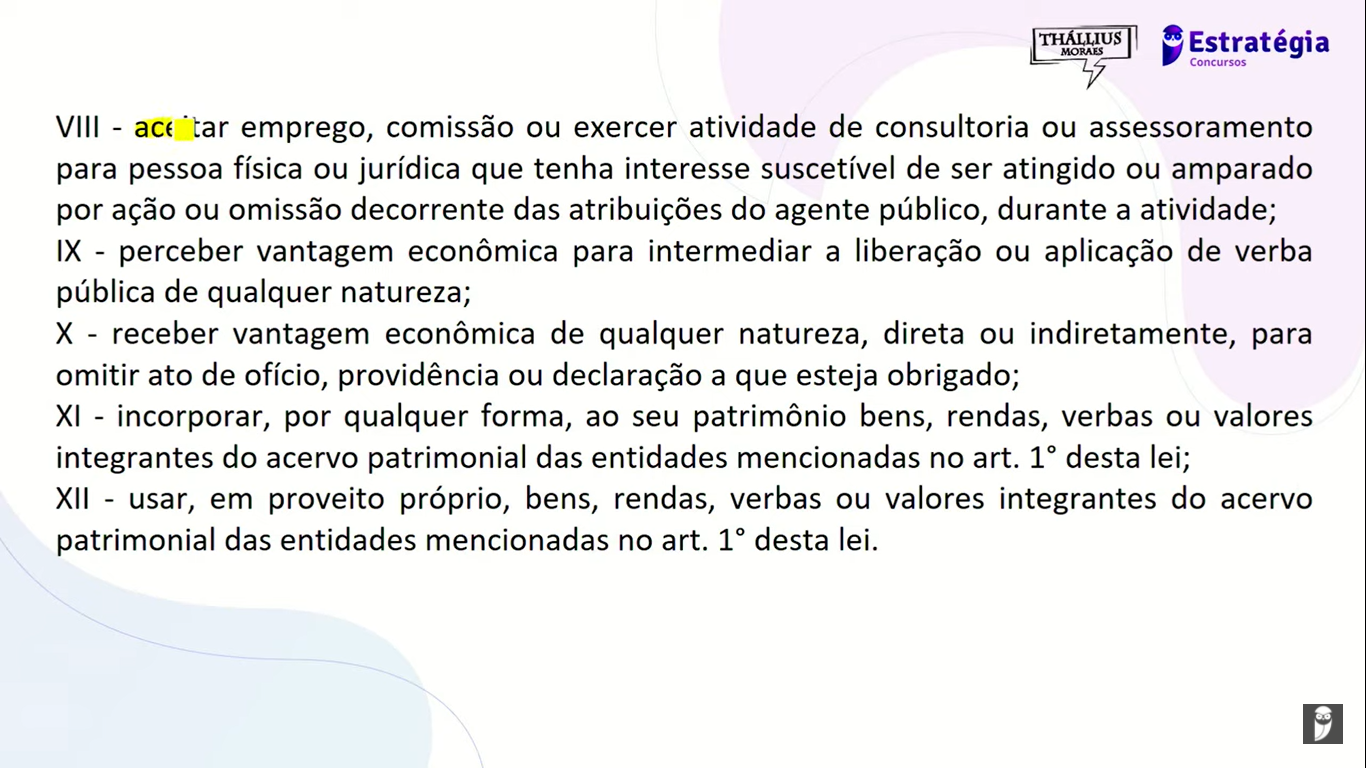 THÁLLIUS
MORAES
Estratégia
Concursos
VIII - aceitar emprego, comissão ou exercer atividade de consultoria ou assessoramento
para pessoa física ou jurídica que tenha interesse suscetível de ser atingido ou amparado
por ação ou omissão decorrente das atribuições do agente público, durante a atividade;
IX - perceber vantagem econômica para intermediar a liberação ou aplicação de verba
pública de qualquer natureza;
X - receber vantagem econômica de qualquer natureza, direta ou indiretamente, para
omitir ato de ofício, providência ou declaração a que esteja obrigado;
XI - incorporar, por qualquer forma, ao seu patrimônio bens, rendas, verbas ou valores
integrantes do acervo patrimonial das entidades mencionadas no art. 1° desta lei;
XII - usar, em proveito próprio, bens, rendas, verbas ou valores integrantes do acervo
patrimonial das entidades mencionadas no art. 1° desta lei.